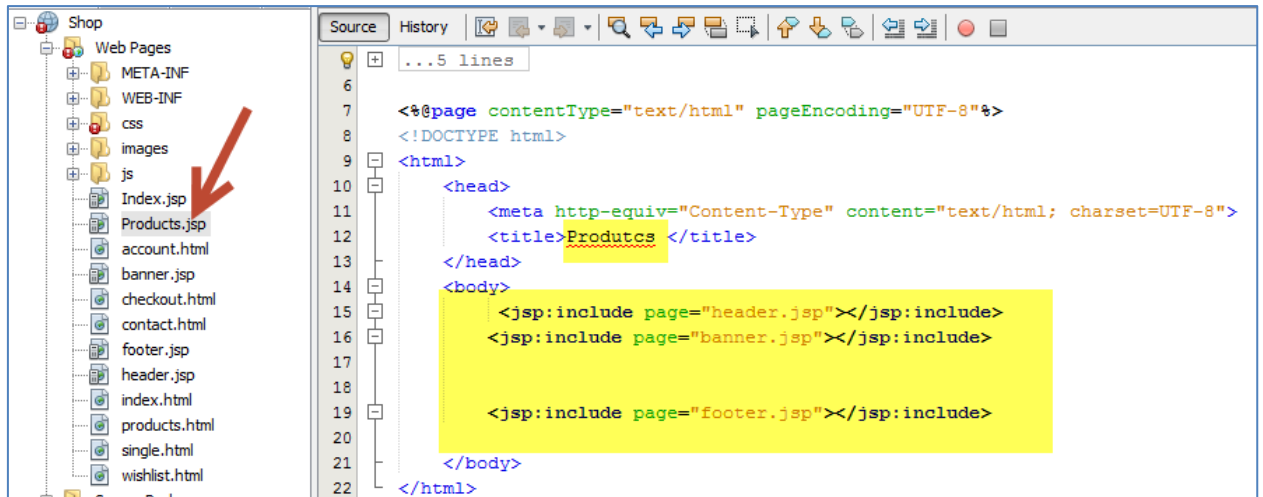 Shop
Web Pages
META-INF
WEB-INF
css
images
js
Index.jsp
Products.jsp
account.html
banner.jsp
checkout.html
contact.html
footer.jsp
header.jsp
index.html
products.html
single.html
wishlist.html
Source History
...5 lines
6
7 <%@page contentType="text/html" pageEncoding="UTF-8"%>
8 <!DOCTYPE html>
9 <html>
10 <head>
11 <meta http-equiv="Content-Type" content="text/html; charset=UTF-8">
12 <title>Produtcs </title>
13 </head>
14 <body>
15 <jsp:include page="header.jsp"></jsp:include>
16 <jsp:include page="banner.jsp"></jsp:include>
17
18
19 <jsp:include page="footer.jsp"></jsp:include>
20
21 </body>
22 </html>